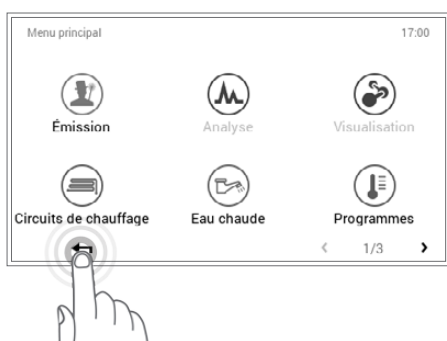 Menu principal 17:00
Émission Analyse Visualisation
Circuits de chauffage Eau chaude Programmes
1/3